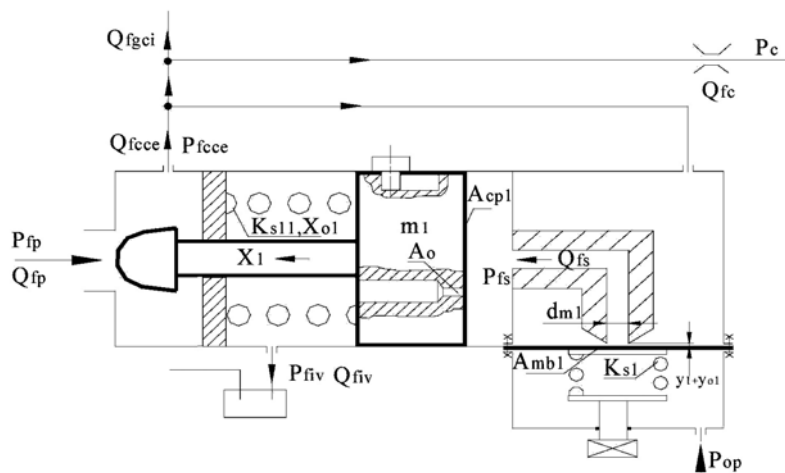 Qfgci
Pc
Qfc
Qfcce
Pfcce
Acp1
Ks11,Xo1
m1
Pfp
Qfp
X1
Ao
Qfs
Pfs
dm1
Amb1
Ks1
y1+yo1
Pfiv
Qfiv
Pop